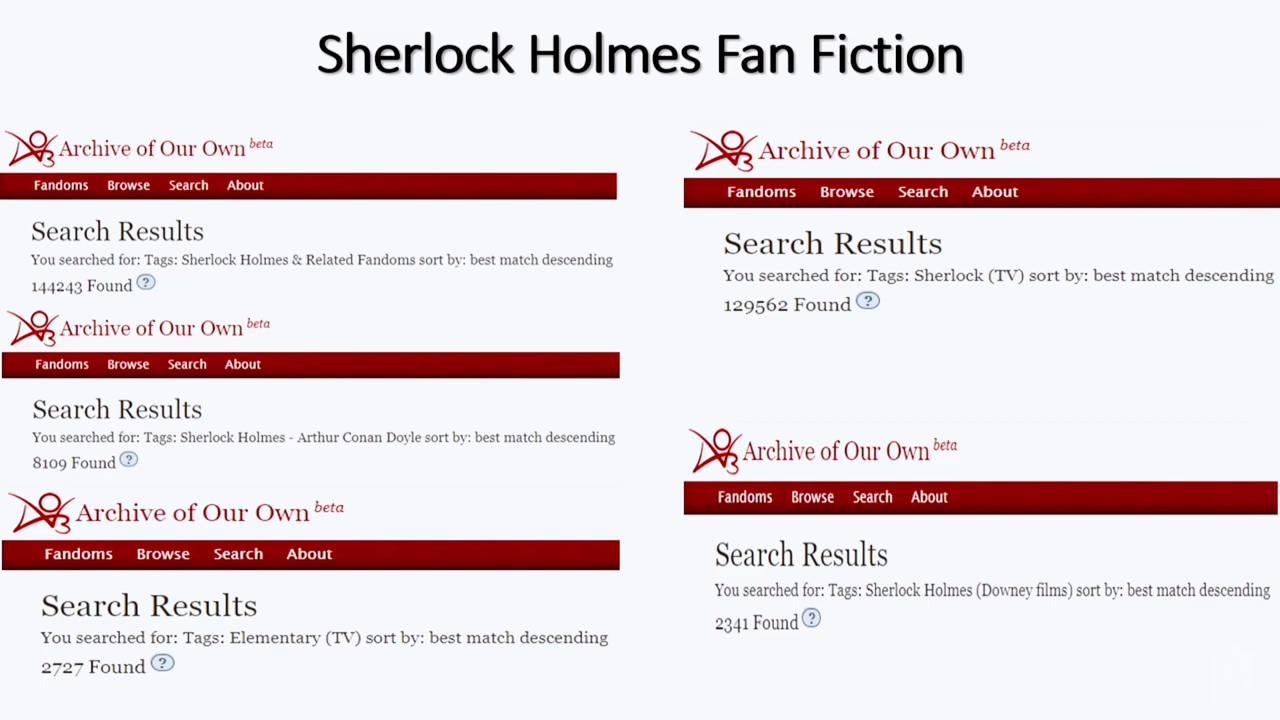 Sherlock Holmes Fan Fiction
Archive of Our Own beta
Fandoms Browse Search About
Search Results
You searched for: Tags: Sherlock Holmes & Related Fandoms sort by: best match descending
144243 Found ?
Archive of Our Own beta
Fandoms Browse Search About
Search Results
You searched for: Tags: Sherlock Holmes - Arthur Conan Doyle sort by: best match descending
8109 Found ?
Archive of Our Own beta
Fandoms Browse Search About
Search Results
You searched for: Tags: Elementary (TV) sort by: best match descending
2727 Found ?
Archive of Our Own beta
Fandoms Browse Search About
Search Results
You searched for: Tags: Sherlock (TV) sort by: best match descending
129562 Found ?
Archive of Our Own beta
Fandoms Browse Search About
Search Results
You searched for: Tags: Sherlock Holmes (Downey films) sort by: best match descending
2341 Found ?